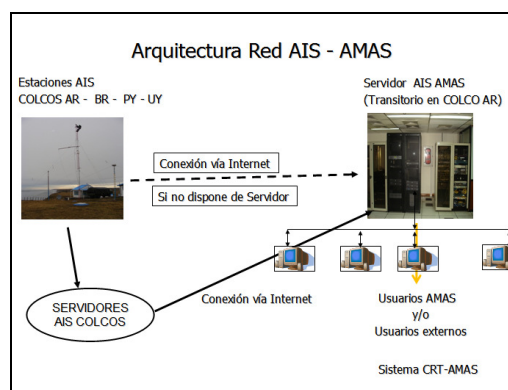 Arquitectura Red AIS - AMAS
Estaciones AIS
COLCOS AR - BR - PY - UY
Servidor AIS AMAS
(Transitorio en COLCO AR)
Conexión vía Internet
Si no dispone de Servidor
SERVIDORES
AIS COLCOS
Conexión vía Internet
Usuarios AMAS
y/o
Usuarios externos
Sistema CRT-AMAS